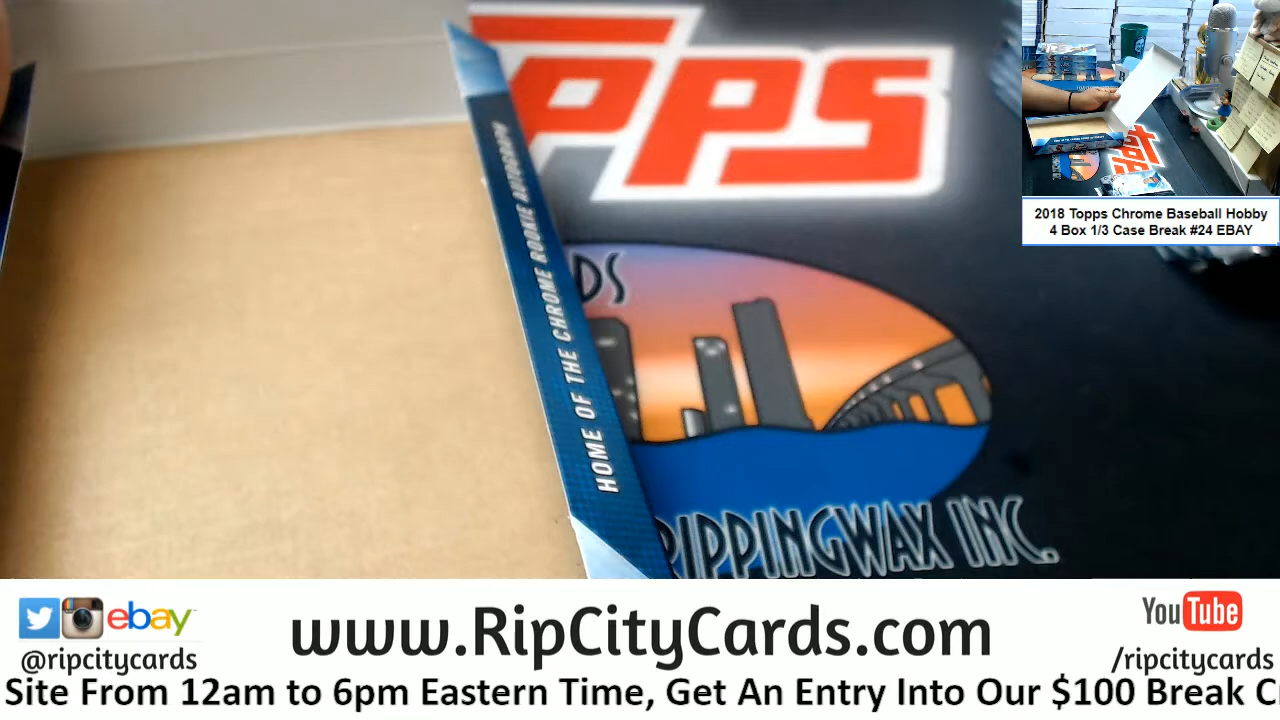 TOPPS
HOME OF THE CHROME ROOKIE AUTOGRAPH
DS
RIPPINGWAX INC.
topps
2018 Topps Chrome Baseball Hobby
4 Box 1/3 Case Break #24 EBAY
ebay
@ripcitycards
www.RipCityCards.com
YouTube
/ripcitycards
Site From 12am to 6pm Eastern Time, Get An Entry Into Our $100 Break C